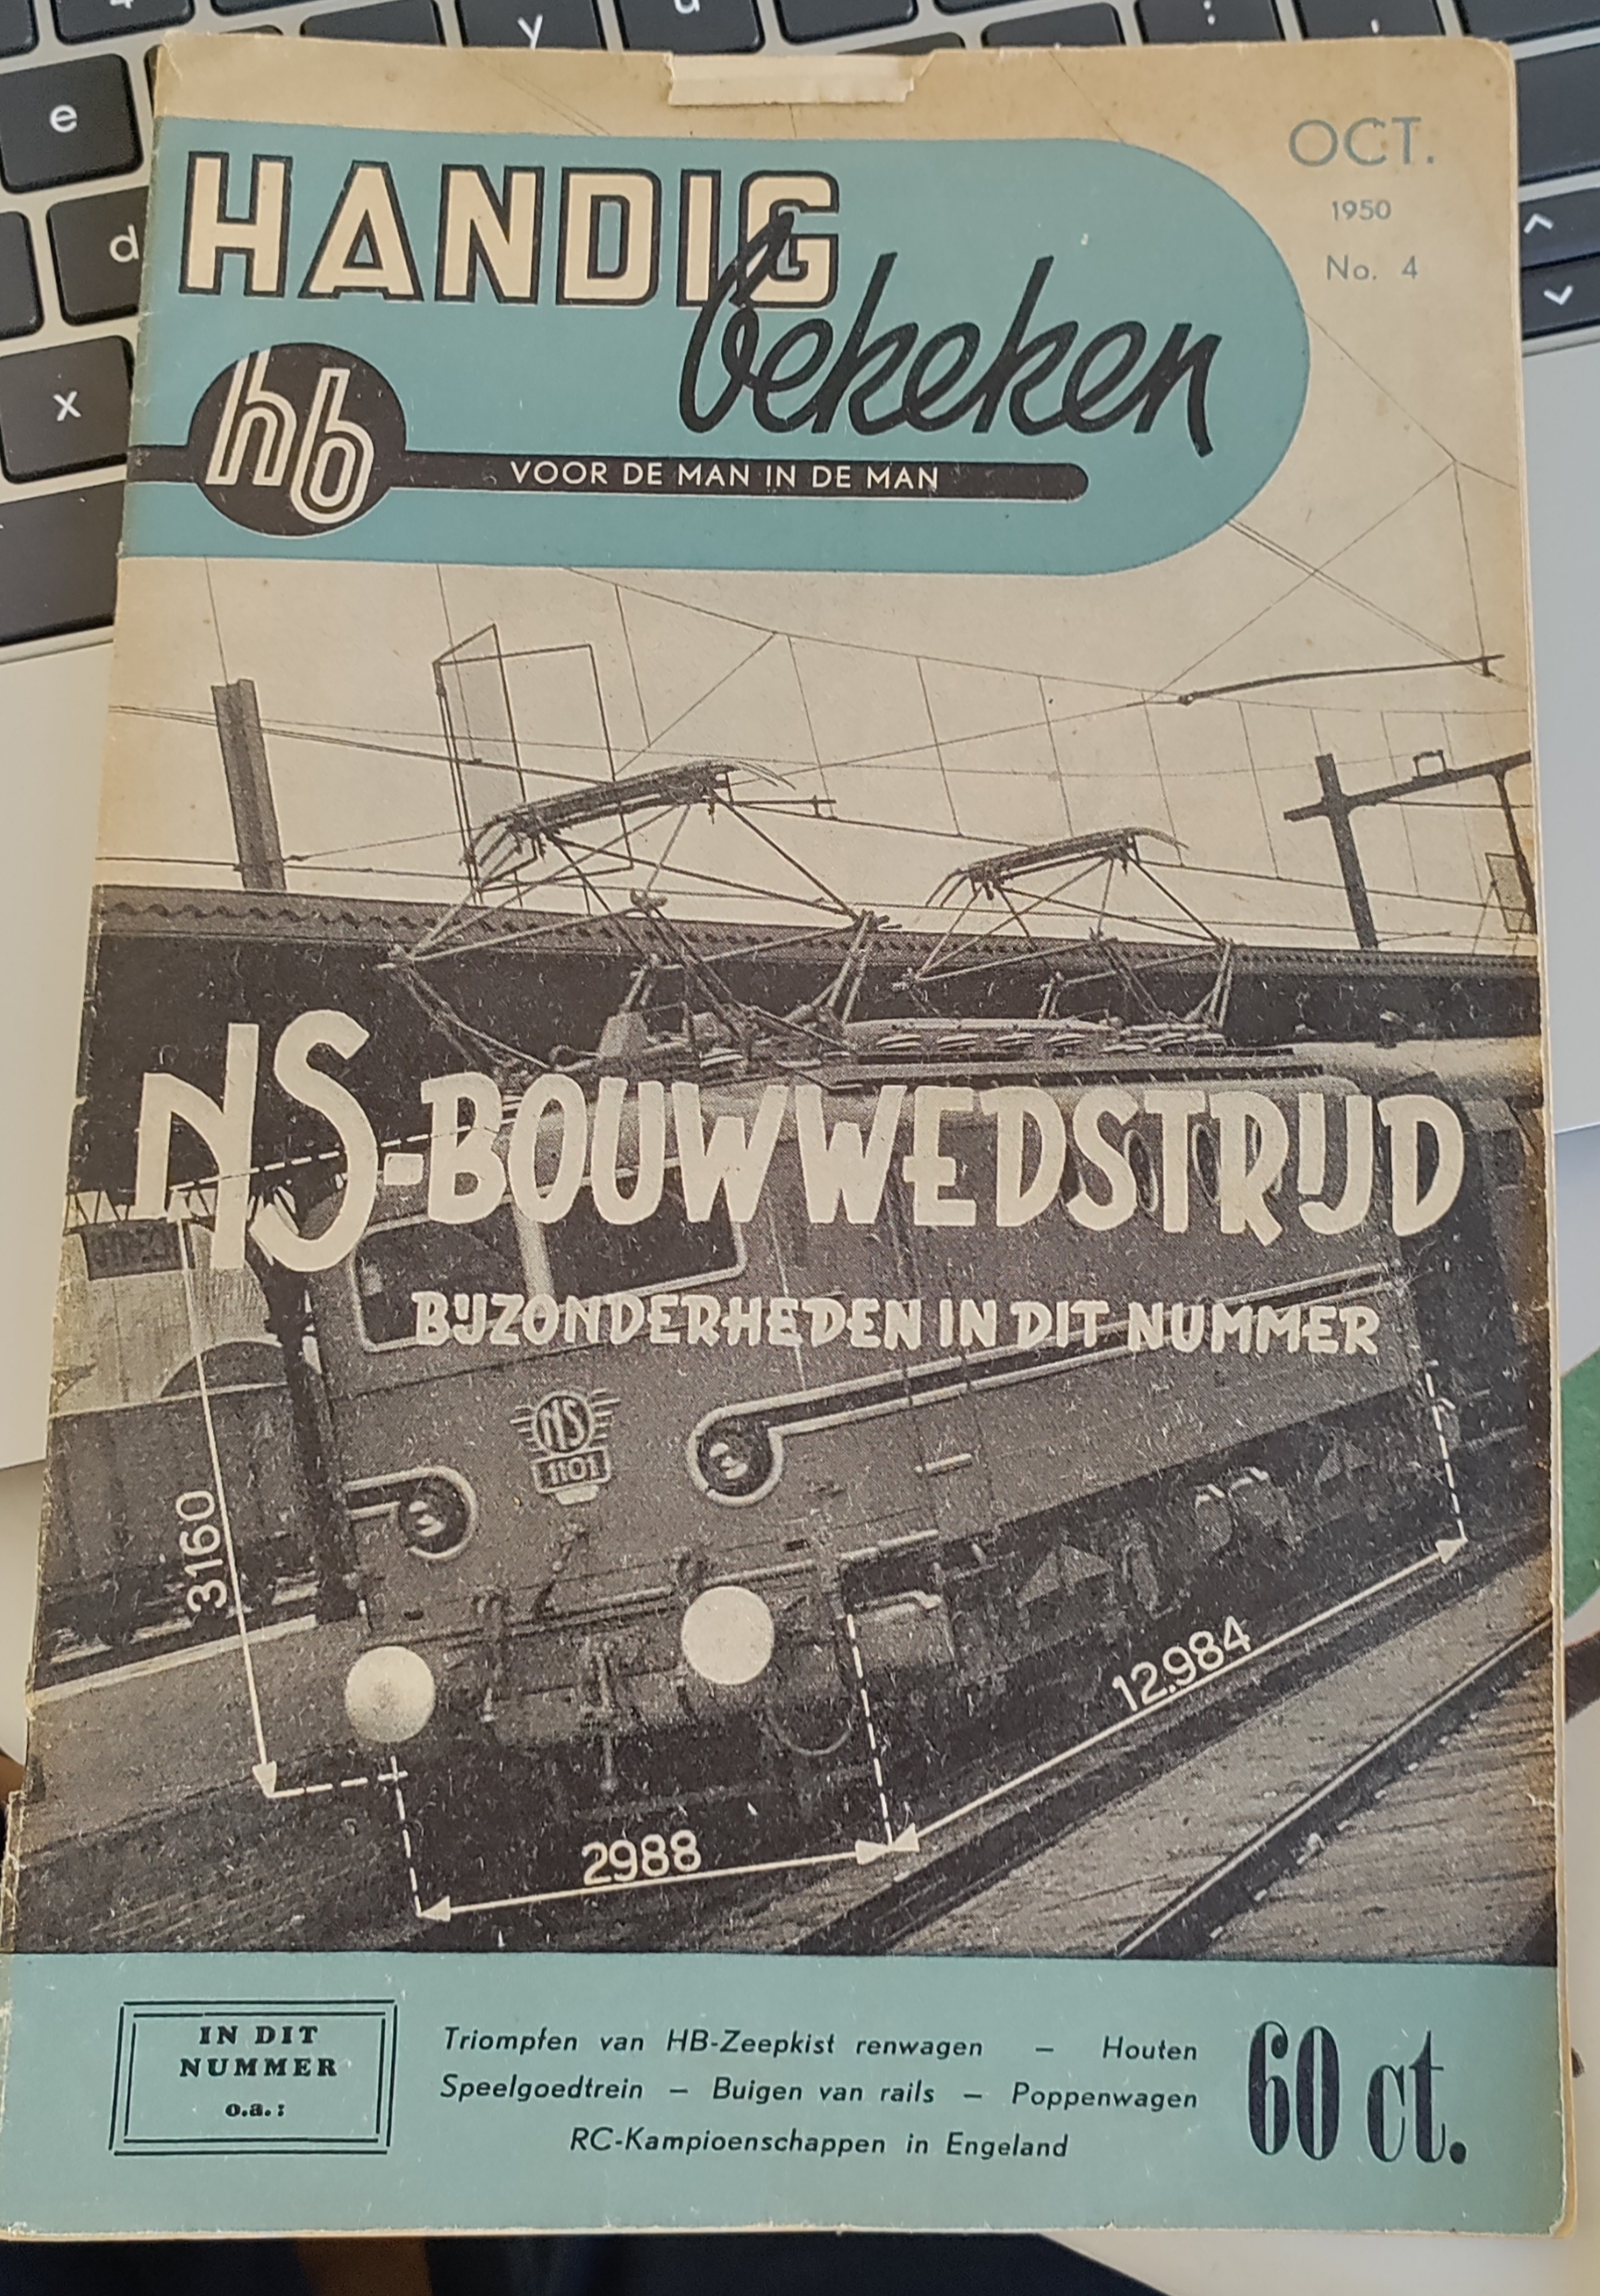 y
u
:
;
e
d
x
OCT.
1950
No. 4
HANDIG
bekeken
hb
VOOR DE MAN IN DE MAN
NS-BOUWWEDSTRIJD
BIJZONDERHEDEN IN DIT NUMMER
NS
1101
3160
12.984
2988
IN DIT
NUMMER
o.a. :
Triompfen van HB-Zeepkist renwagen — Houten
Speelgoedtrein — Buigen van rails — Poppenwagen
RC-Kampioenschappen in Engeland
60 ct.